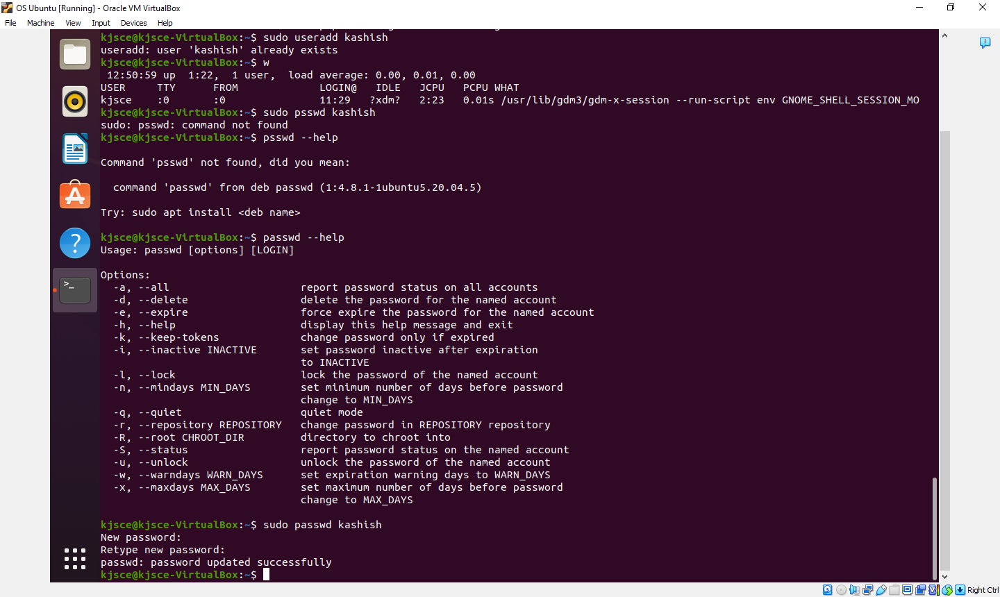 OS Ubuntu [Running] - Oracle VM VirtualBox
File Machine View Input Devices Help
kjsce@kjsce-VirtualBox:~$ sudo useradd kashish
useradd: user 'kashish' already exists
kjsce@kjsce-VirtualBox:~$ w
 12:50:59 up  1:22,  1 user,  load average: 0.00, 0.01, 0.00
USER     TTY      FROM             LOGIN@   IDLE   JCPU   PCPU WHAT
kjsce    :0       :0               11:29   ?xdm?   2:23   0.01s /usr/lib/gdm3/gdm-x-session --run-script env GNOME_SHELL_SESSION_MO
kjsce@kjsce-VirtualBox:~$ sudo psswd kashish
sudo: psswd: command not found
kjsce@kjsce-VirtualBox:~$ psswd --help
Command 'psswd' not found, did you mean:
  command 'passwd' from deb passwd (1:4.8.1-1ubuntu5.20.04.5)
Try: sudo apt install <deb name>
kjsce@kjsce-VirtualBox:~$ passwd --help
Usage: passwd [options] [LOGIN]
Options:
  -a, --all                     report password status on all accounts
  -d, --delete                  delete the password for the named account
  -e, --expire                  force expire the password for the named account
  -h, --help                    display this help message and exit
  -k, --keep-tokens             change password only if expired
  -i, --inactive INACTIVE       set password inactive after expiration
                                to INACTIVE
  -l, --lock                    lock the password of the named account
  -n, --mindays MIN_DAYS        set minimum number of days before password
                                change to MIN_DAYS
  -q, --quiet                   quiet mode
  -r, --repository REPOSITORY   change password in REPOSITORY repository
  -R, --root CHROOT_DIR         directory to chroot into
  -S, --status                  report password status on the named account
  -u, --unlock                  unlock the password of the named account
  -w, --warndays WARN_DAYS      set expiration warning days to WARN_DAYS
  -x, --maxdays MAX_DAYS        set maximum number of days before password
                                change to MAX_DAYS
kjsce@kjsce-VirtualBox:~$ sudo passwd kashish
New password:
Retype new password:
passwd: password updated successfully
kjsce@kjsce-VirtualBox:~$
Right Ctrl